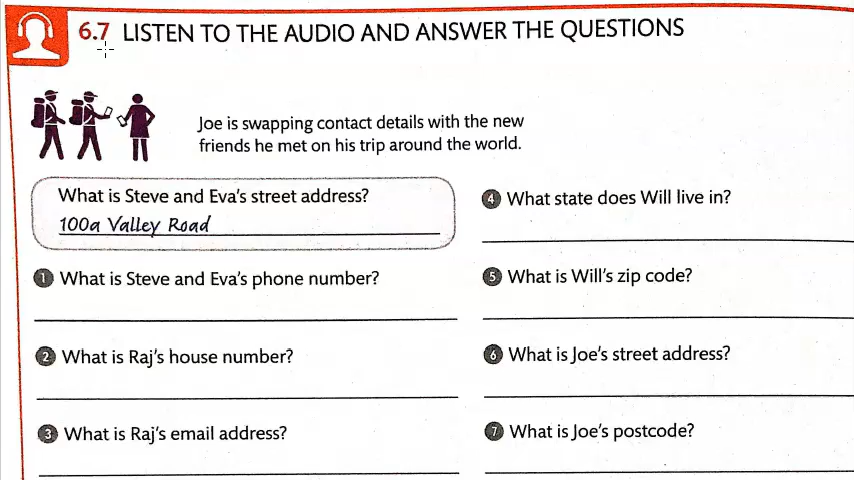 6.7 LISTEN TO THE AUDIO AND ANSWER THE QUESTIONS
Joe is swapping contact details with the new
friends he met on his trip around the world.
What is Steve and Eva's street address?
100a Valley Road
1 What is Steve and Eva's phone number?
2 What is Raj's house number?
3 What is Raj's email address?
4 What state does Will live in?
5 What is Will's zip code?
6 What is Joe's street address?
7 What is Joe's postcode?